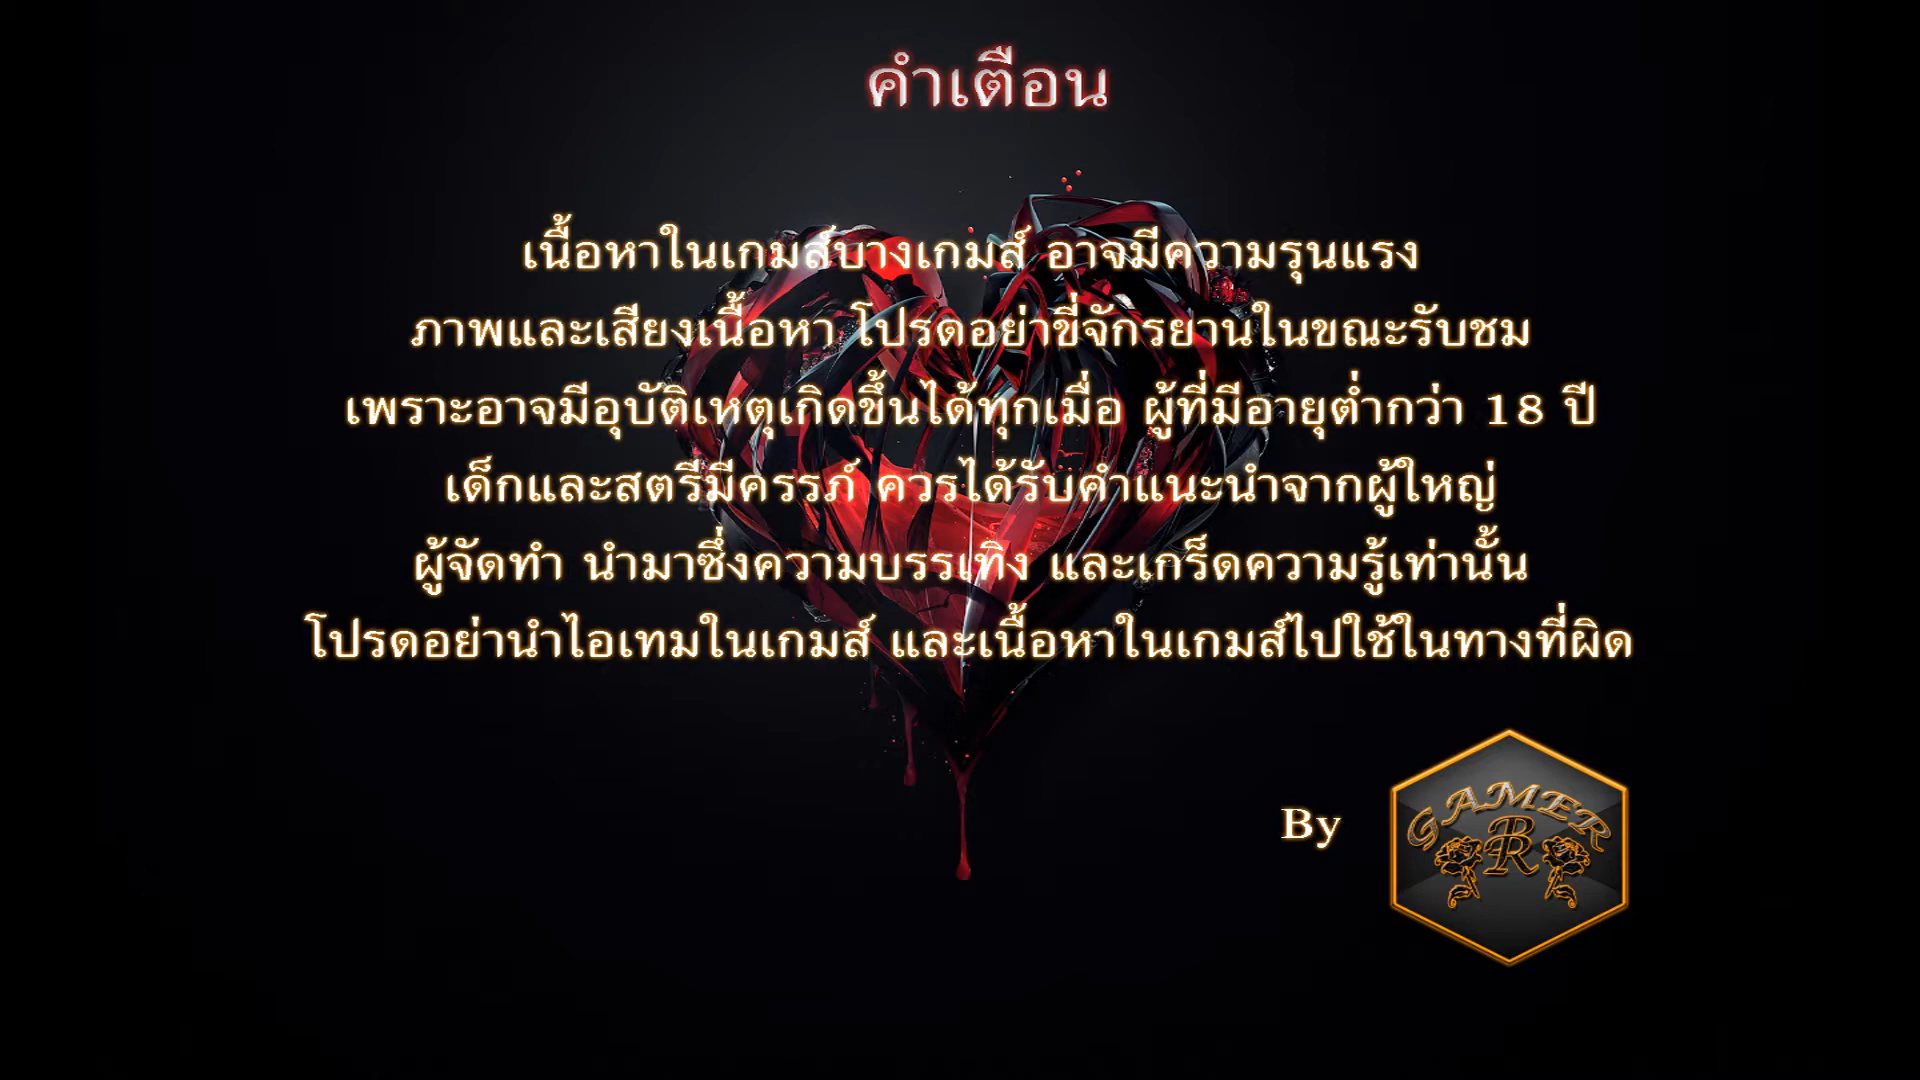 คำเตือน
เนื้อหาในเกมส์บางเกมส์ อาจมีความรุนแรง
ภาพและเสียงเนื้อหา โปรดอย่าขี่จักรยานในขณะรับชม
เพราะอาจมีอุบัติเหตุเกิดขึ้นได้ทุกเมื่อ ผู้ที่มีอายุต่ำกว่า 18 ปี
เด็กและสตรีมีครรภ์ ควรได้รับคำแนะนำจากผู้ใหญ่
ผู้จัดทำ นำมาซึ่งความบรรเทิง และเกร็ดความรู้เท่านั้น
โปรดอย่านำไอเทมในเกมส์ และเนื้อหาในเกมส์ไปใช้ในทางที่ผิด
By
GAMER
R